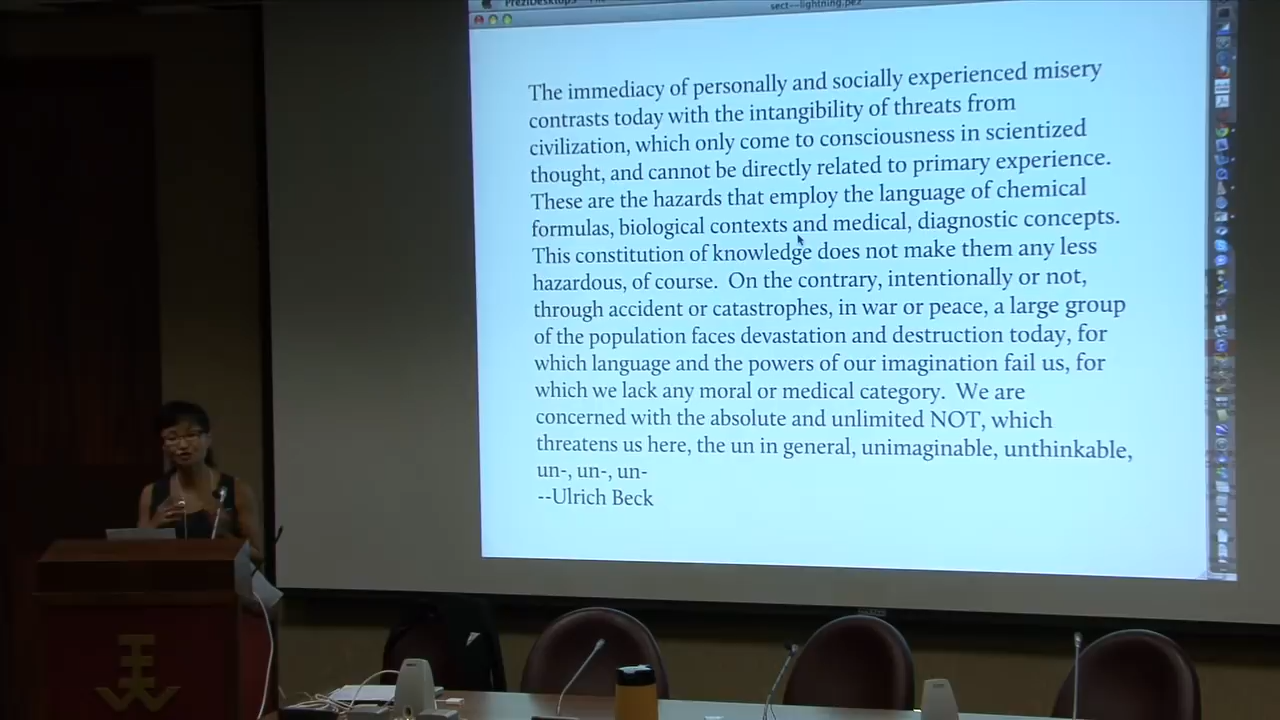 PreziDesktop3
sect--lightning.pez
The immediacy of personally and socially experienced misery
contrasts today with the intangibility of threats from
civilization, which only come to consciousness in scientized
thought, and cannot be directly related to primary experience.
These are the hazards that employ the language of chemical
formulas, biological contexts and medical, diagnostic concepts.
This constitution of knowledge does not make them any less
hazardous, of course.  On the contrary, intentionally or not,
through accident or catastrophes, in war or peace, a large group
of the population faces devastation and destruction today, for
which language and the powers of our imagination fail us, for
which we lack any moral or medical category.  We are
concerned with the absolute and unlimited NOT, which
threatens us here, the un in general, unimaginable, unthinkable,
un-, un-, un-
--Ulrich Beck